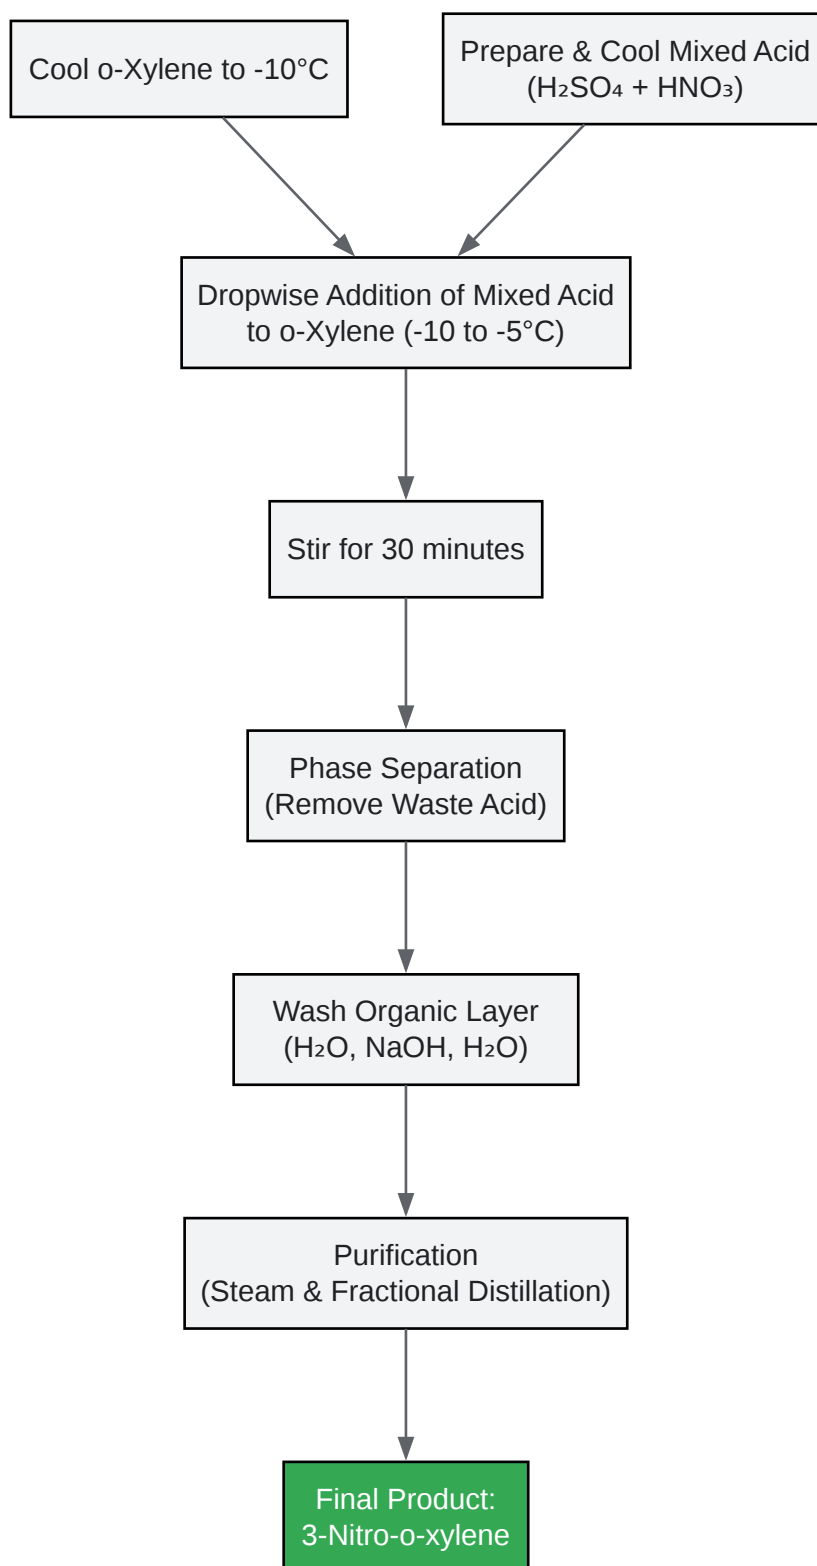 Cool o-Xylene to -10°C
Prepare & Cool Mixed Acid
(H₂SO₄ + HNO₃)
Dropwise Addition of Mixed Acid
to o-Xylene (-10 to -5°C)
Stir for 30 minutes
Phase Separation
(Remove Waste Acid)
Wash Organic Layer
(H₂O, NaOH, H₂O)
Purification
(Steam & Fractional Distillation)
Final Product:
3-Nitro-o-xylene